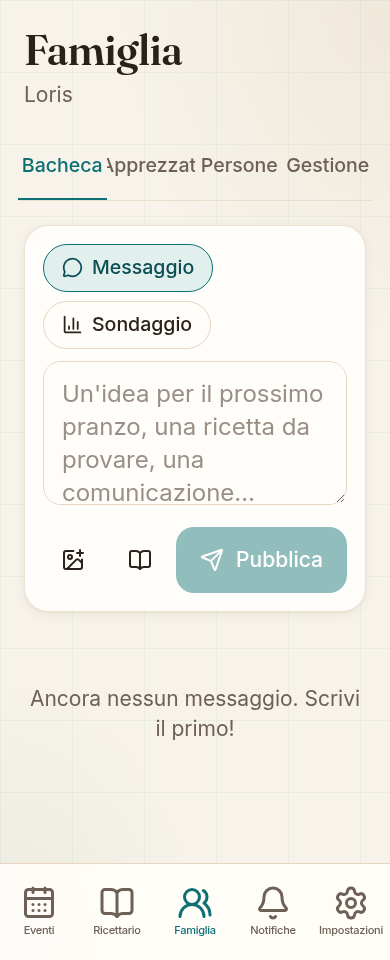 Famiglia
Loris
Bacheca Apprezzat Persone Gestione
Messaggio
Sondaggio
Un'idea per il prossimo
pranzo, una ricetta da
provare, una
comunicazione...
Pubblica
Ancora nessun messaggio. Scrivi
il primo!
Eventi Ricettario Famiglia Notifiche Impostazioni